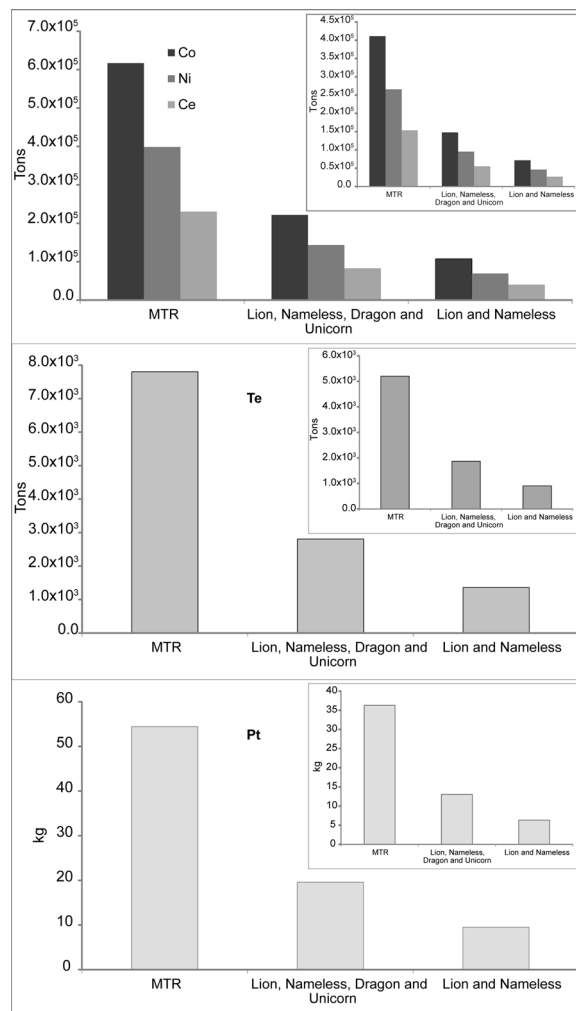 7.0x10⁵
6.0x10⁵
5.0x10⁵
4.0x10⁵
3.0x10⁵
2.0x10⁵
1.0x10⁵
0.0
Tons
Co
Ni
Ce
MTR
Lion, Nameless, Dragon and
Unicorn
Lion and Nameless
4.5x10⁵
4.0x10⁵
3.5x10⁵
3.0x10⁵
2.5x10⁵
2.0x10⁵
1.5x10⁵
1.0x10⁵
0.5x10⁵
0.0
Tons
MTR
Lion, Nameless,
Dragon and Unicorn
Lion and Nameless
8.0x10³
7.0x10³
6.0x10³
5.0x10³
4.0x10³
3.0x10³
2.0x10³
1.0x10³
0.0
Tons
Te
MTR
Lion, Nameless, Dragon and
Unicorn
Lion and Nameless
6.0x10³
5.0x10³
4.0x10³
3.0x10³
2.0x10³
1.0x10³
0.0
Tons
MTR
Lion, Nameless,
Dragon and Unicorn
Lion and Nameless
60
50
40
30
20
10
0
kg
Pt
MTR
Lion, Nameless, Dragon and
Unicorn
Lion and Nameless
40
35
30
25
20
15
10
5
0
kg
MTR
Lion, Nameless,
Dragon and Unicorn
Lion and Nameless